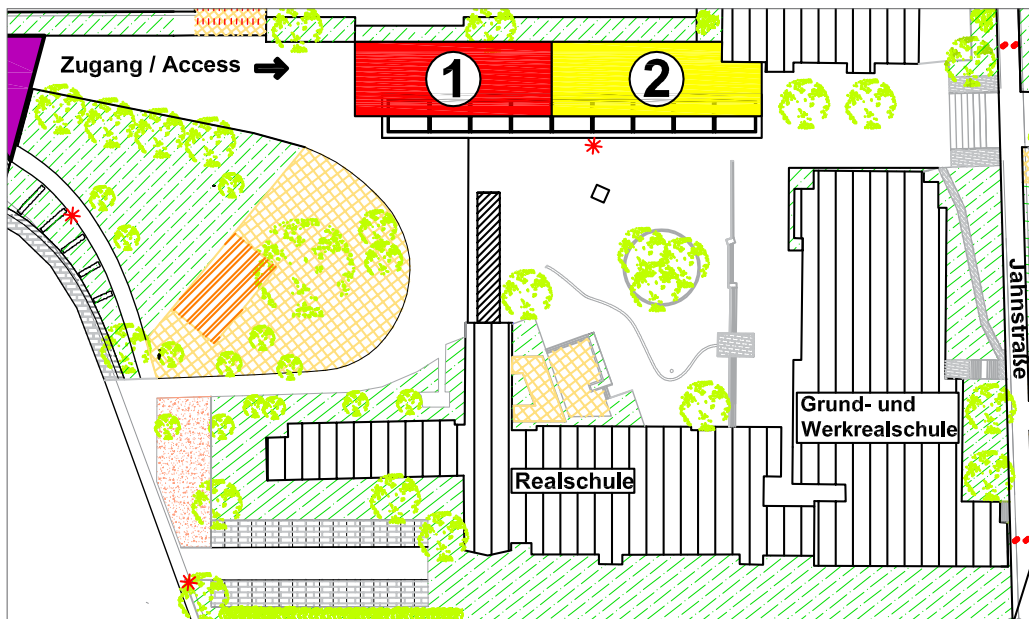 Zugang / Access
1
2
Jahnstraße
Grund- und
Werkrealschule
Realschule